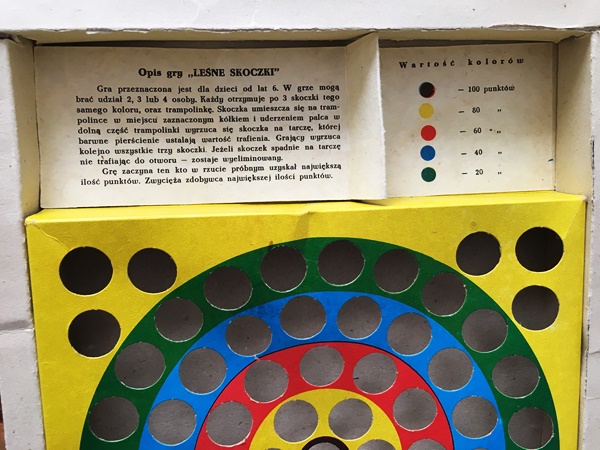 Opis gry „LEŚNE SKOCZKI"
Gra przeznaczona jest dla dzieci od lat 6. W grze mogą
brać udział 2, 3 lub 4 osoby. Każdy otrzymuje po 3 skoczki tego
samego koloru, oraz trampolinkę. Skoczka umieszcza się na tram-
polince w miejscu zaznaczonym kółkiem i uderzeniem palca w
dolną część trampolinki wyrzuca się skoczka na tarczę, której
barwne pierścienie ustalają wartość trafienia. Grający wyrzuca
kolejno wszystkie trzy skoczki. Jeżeli skoczek spadnie na tarczę
nie trafiając do otworu — zostaje wyeliminowany.
Grę zaczyna ten kto w rzucie próbnym uzyskał największą
ilość punktów. Zwycięża zdobywca największej ilości punktów.
Wartość kolorów
— 100 punktów
— 80 „
— 60 „
— 40 „
— 20 „